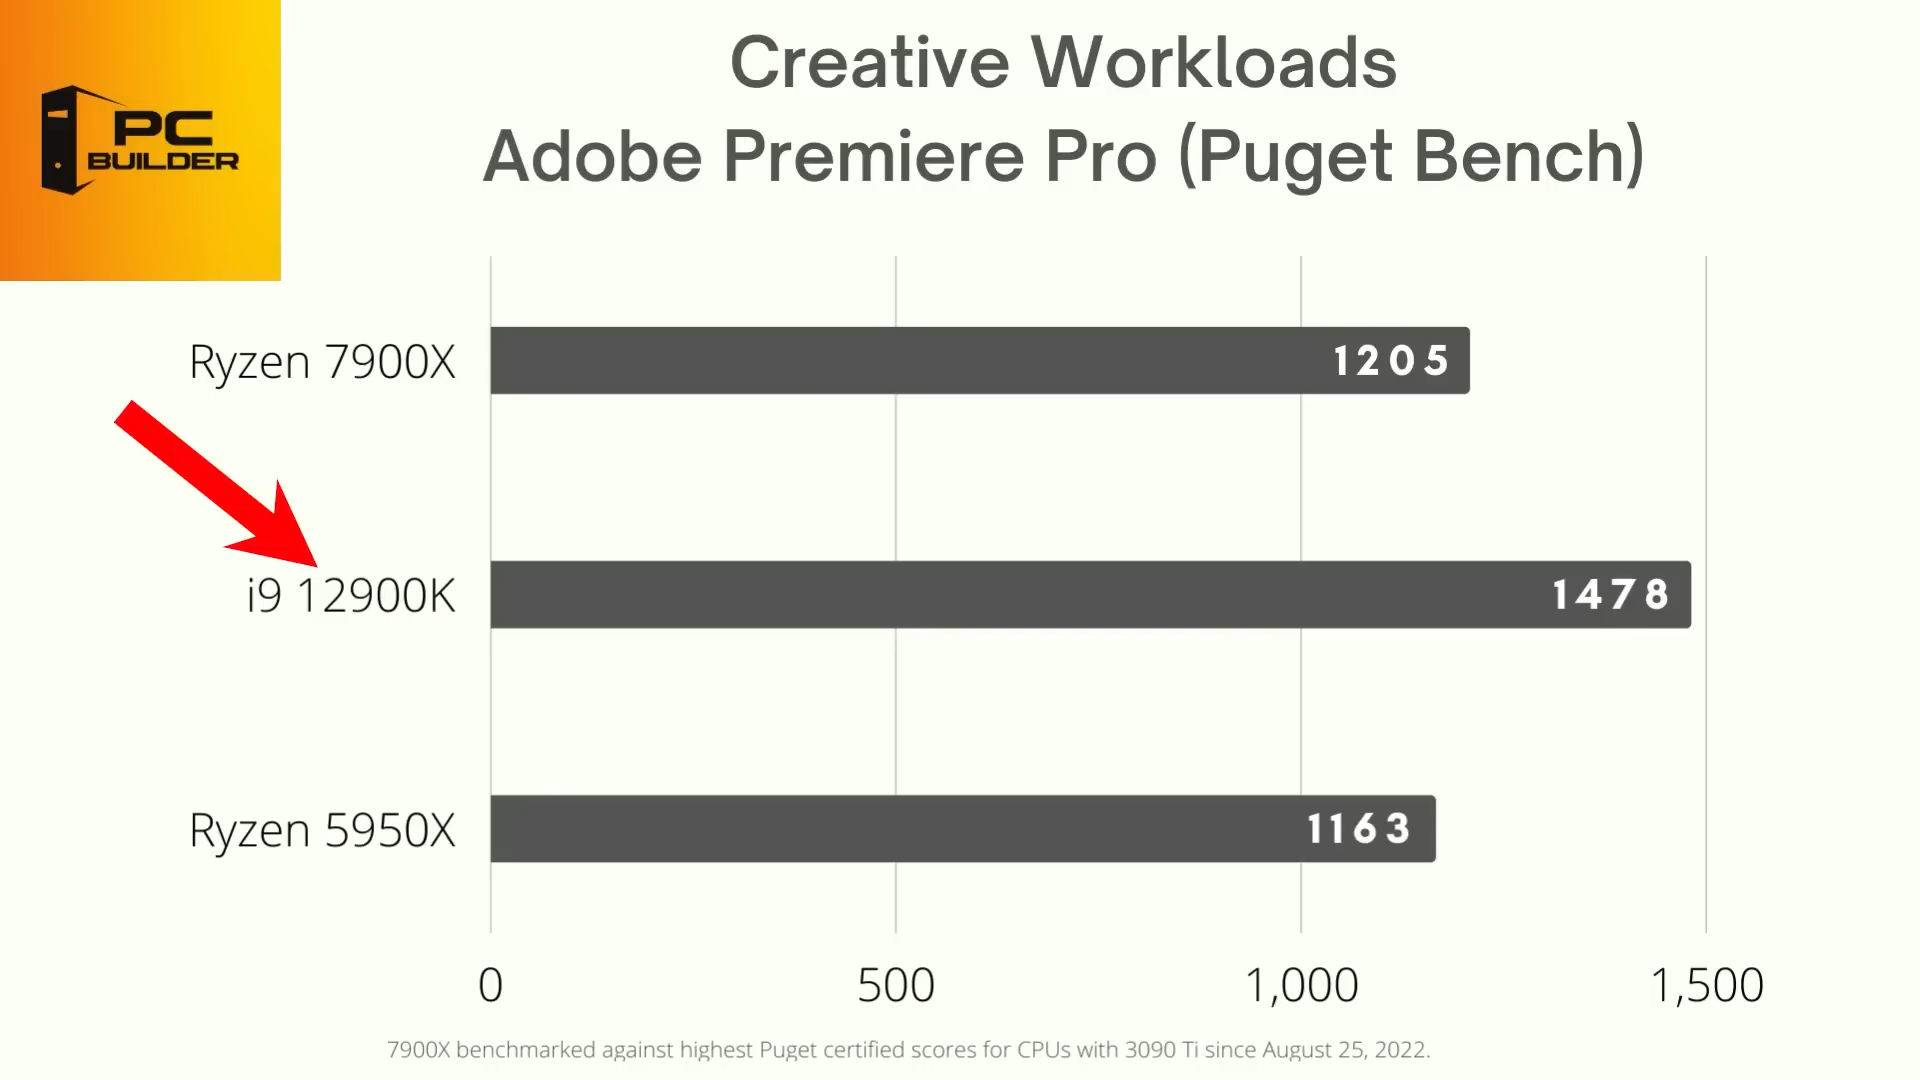 PC
BUILDER
Creative Workloads
Adobe Premiere Pro (Puget Bench)
Ryzen 7900X
1205
i9 12900K
1478
Ryzen 5950X
1163
0 500 1,000 1,500
7900X benchmarked against highest Puget certified scores for CPUs with 3090 Ti since August 25, 2022.